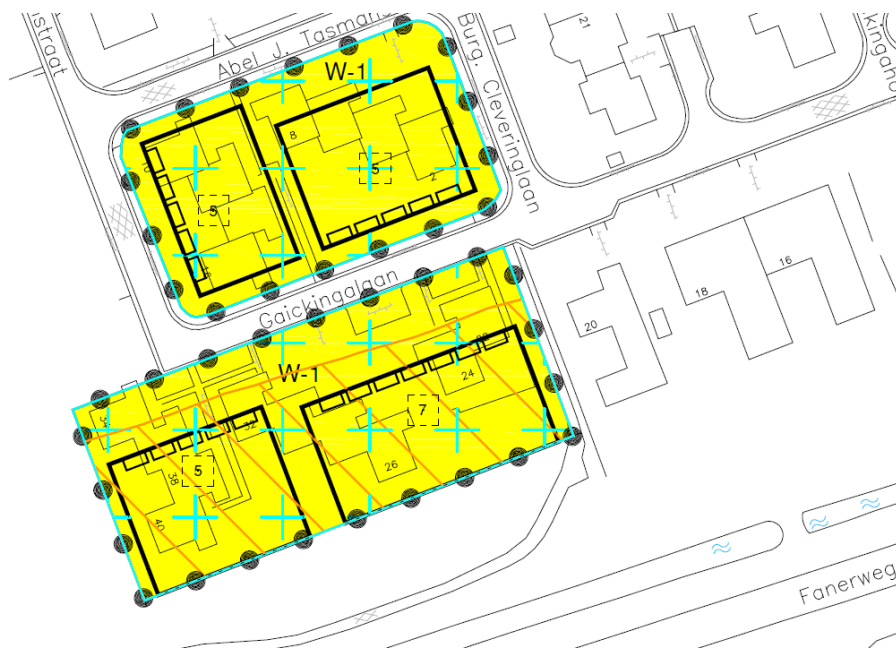 Abel J. Tasman
Burg. Cleveringlaan
21
W-1
8
5
2
5
Gaickingalaan
straat
W-1
20
18
16
24
7
26
32
5
38
40
Fanerweg